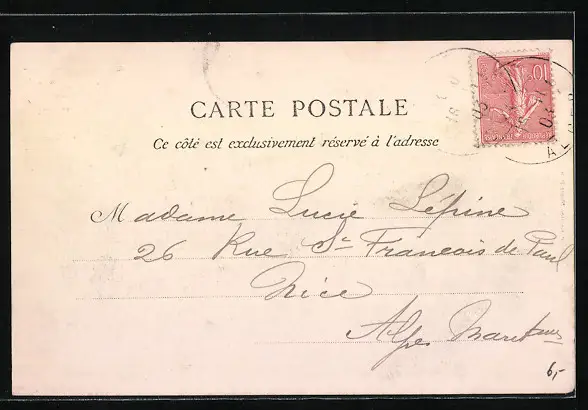 CARTE POSTALE
Ce côté est exclusivement réservé à l'adresse
Madame Lucie Lépine
26 Rue St François de Paul
Nice
Alpes Maritimes
10
6,-